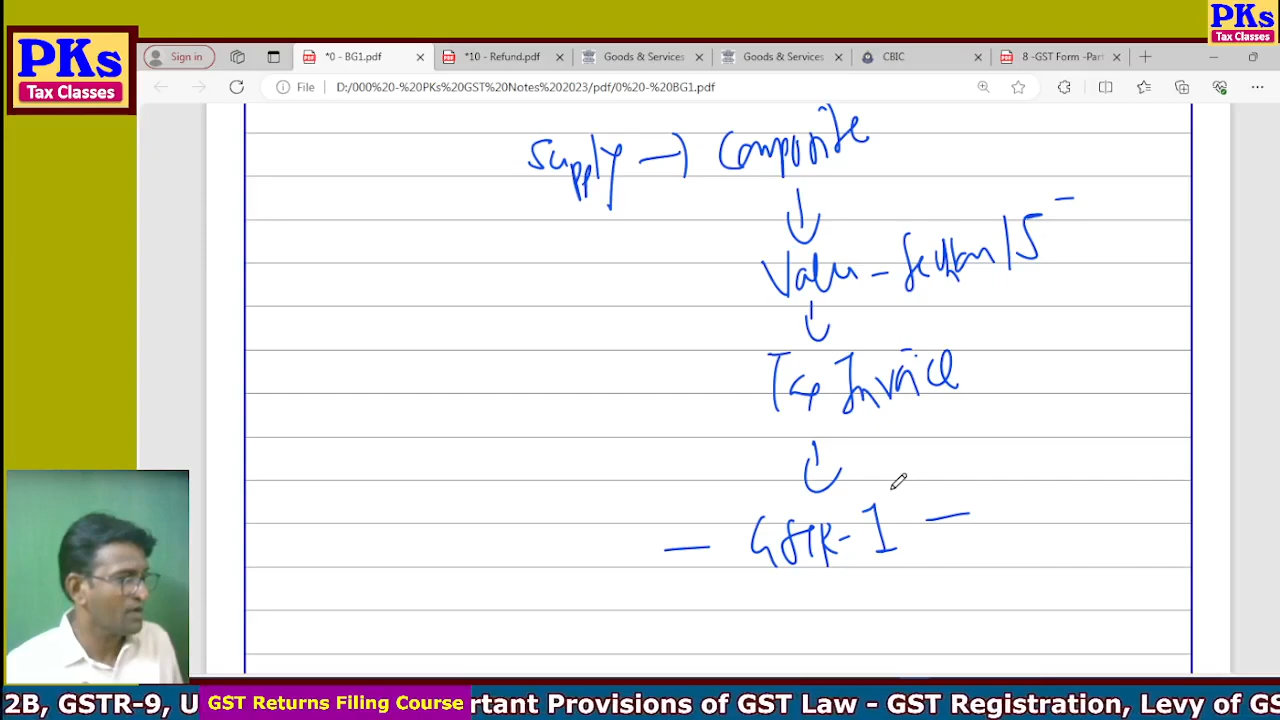 PKs
Tax Classes
PKs
Tax Classes
Sign in
*0 - BG1.pdf
*10 - Refund.pdf
Goods & Services
Goods & Services
CBIC
8 -GST Form -Par
File
D:/000%20-%20PKs%20GST%20Notes%202023/pdf/0%20-%20BG1.pdf
Supply → Composite
Value - Section 15
Tax Invoice
GSTR-1
2B, GSTR-9, U
GST Returns Filing Course
rtant Provisions of GST Law - GST Registration, Levy of GS